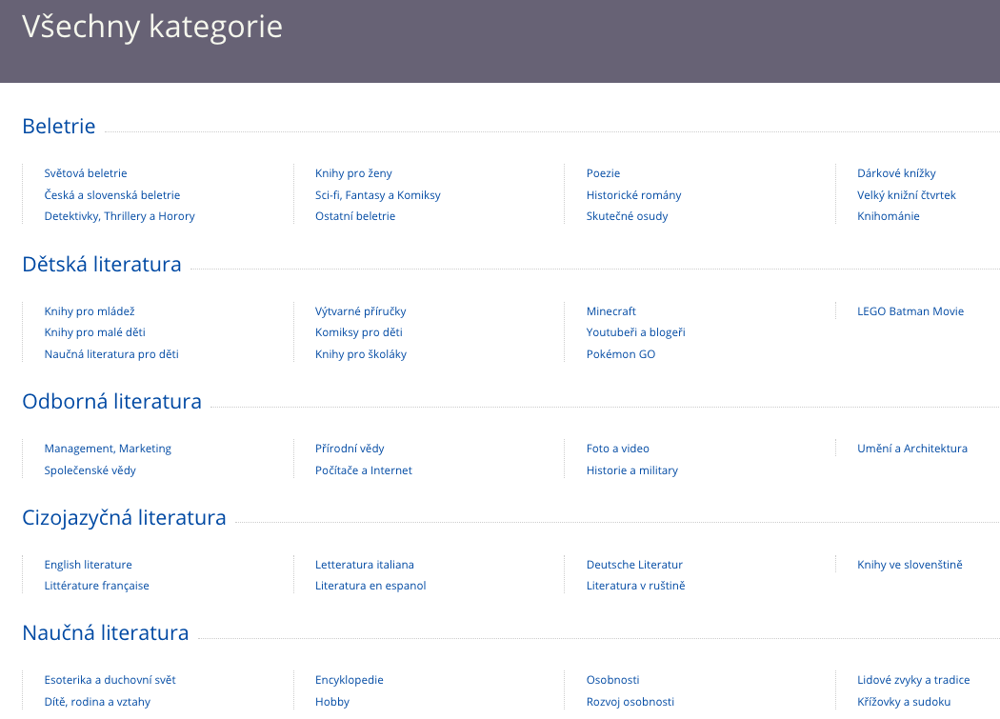 Všechny kategorie
Beletrie
Světová beletrie
Česká a slovenská beletrie
Detektivky, Thrillery a Horory
Knihy pro ženy
Sci-fi, Fantasy a Komiksy
Ostatní beletrie
Poezie
Historické romány
Skutečné osudy
Dárkové knížky
Velký knižní čtvrtek
Knihománie
Dětská literatura
Knihy pro mládež
Knihy pro malé děti
Naučná literatura pro děti
Výtvarné příručky
Komiksy pro děti
Knihy pro školáky
Minecraft
Youtubeři a blogeři
Pokémon GO
LEGO Batman Movie
Odborná literatura
Management, Marketing
Společenské vědy
Přírodní vědy
Počítače a Internet
Foto a video
Historie a military
Umění a Architektura
Cizojazyčná literatura
English literature
Littérature française
Letteratura italiana
Literatura en espanol
Deutsche Literatur
Literatura v ruštině
Knihy ve slovenštině
Naučná literatura
Esoterika a duchovní svět
Dítě, rodina a vztahy
Encyklopedie
Hobby
Osobnosti
Rozvoj osobnosti
Lidové zvyky a tradice
Křížovky a sudoku